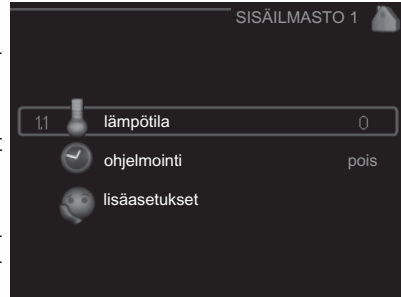 SISÄILMASTO 1
1.1 lämpötila 0
ohjelmointi pois
lisäasetukset